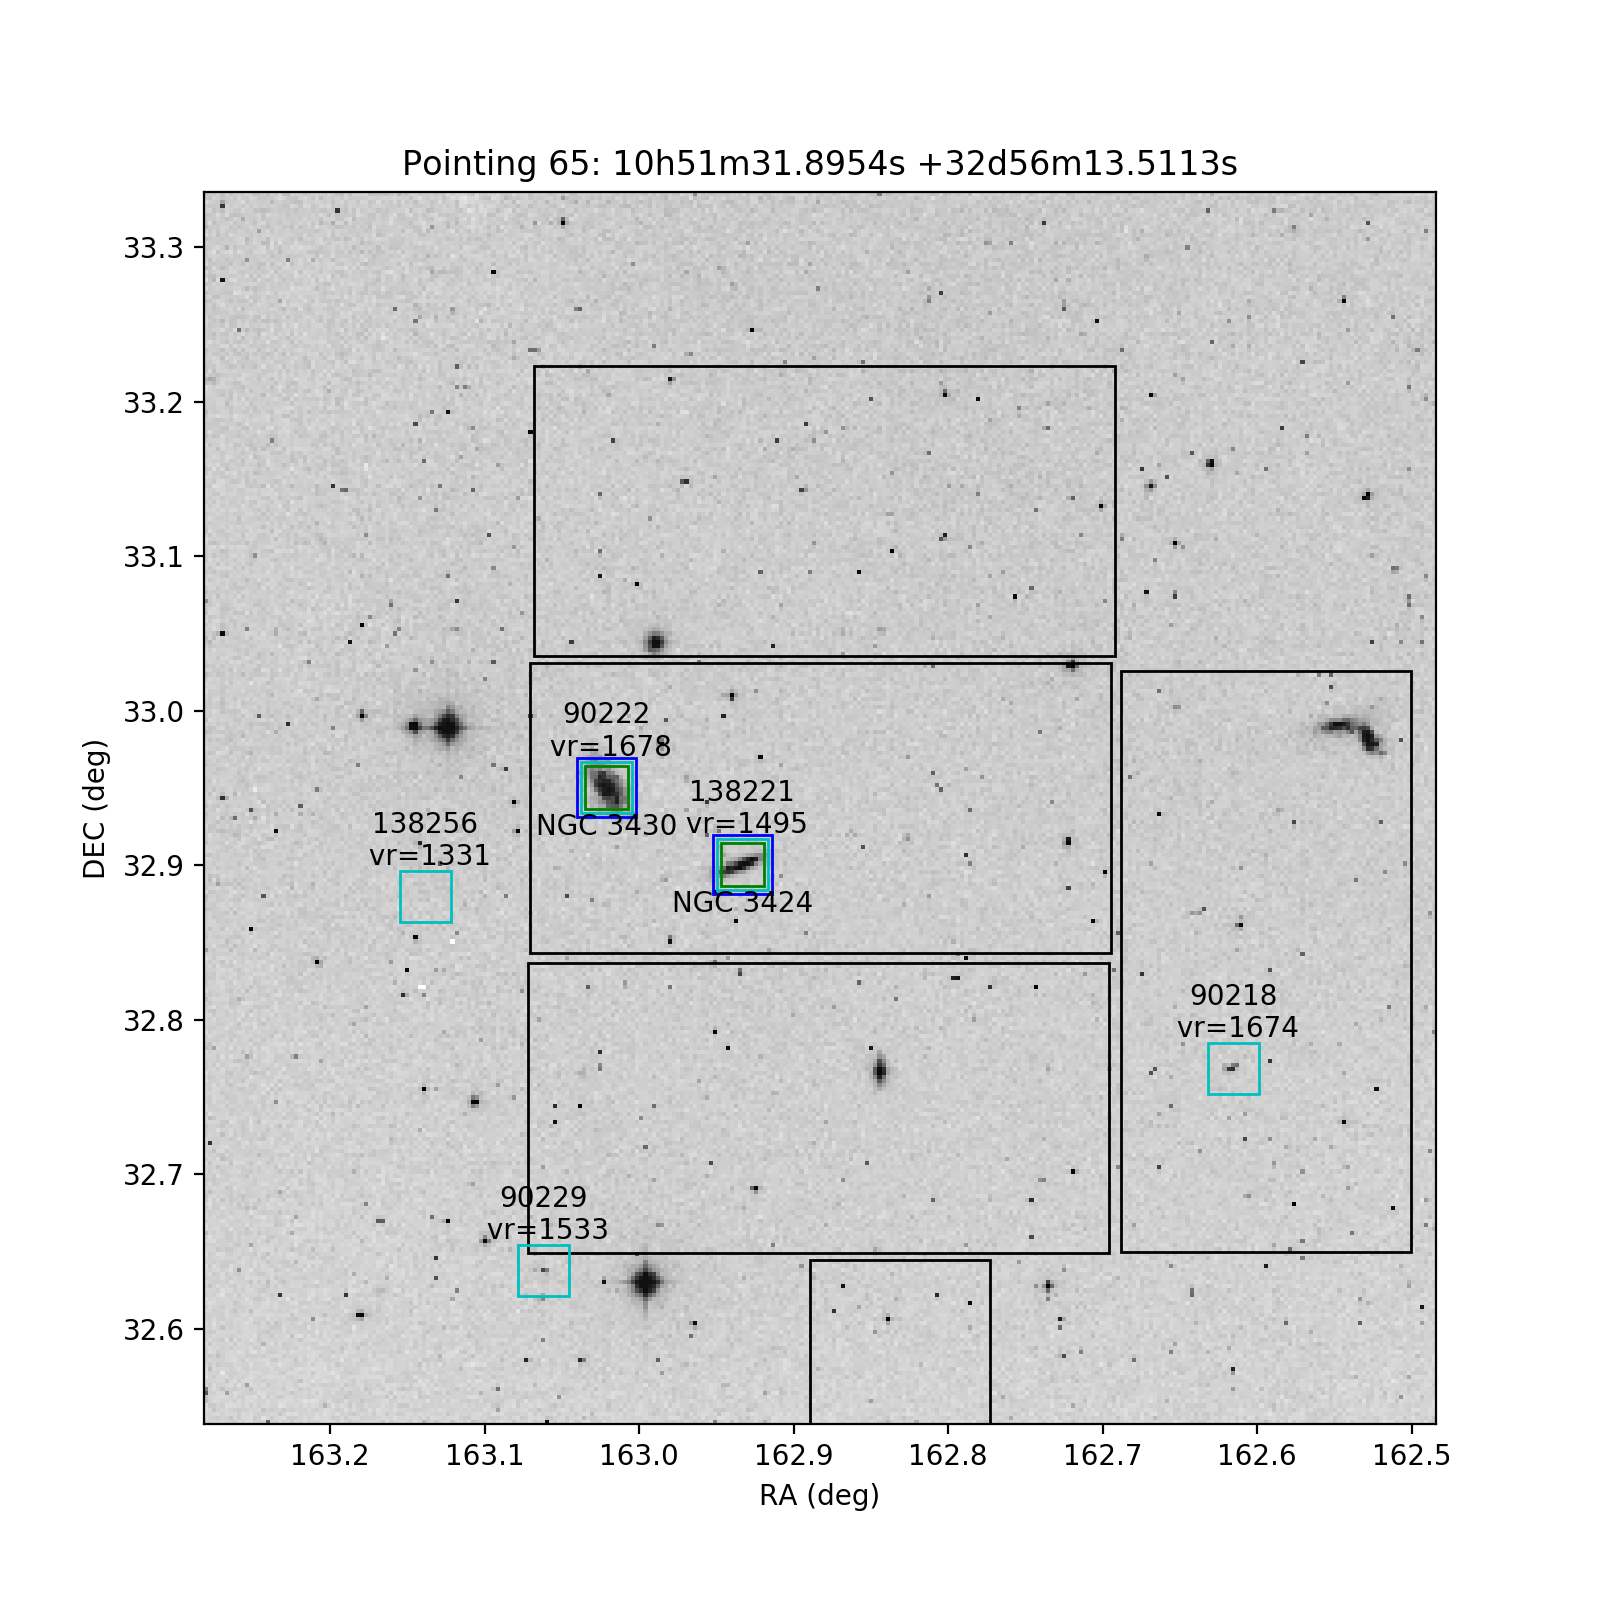 Pointing 65: 10h51m31.8954s +32d56m13.5113s
33.3
33.2
33.1
33.0
32.9
32.8
32.7
32.6
DEC (deg)
90222
vr=1678
NGC 3430
138221
vr=1495
NGC 3424
138256
vr=1331
90218
vr=1674
90229
vr=1533
163.2
163.1
163.0
162.9
162.8
162.7
162.6
162.5
RA (deg)